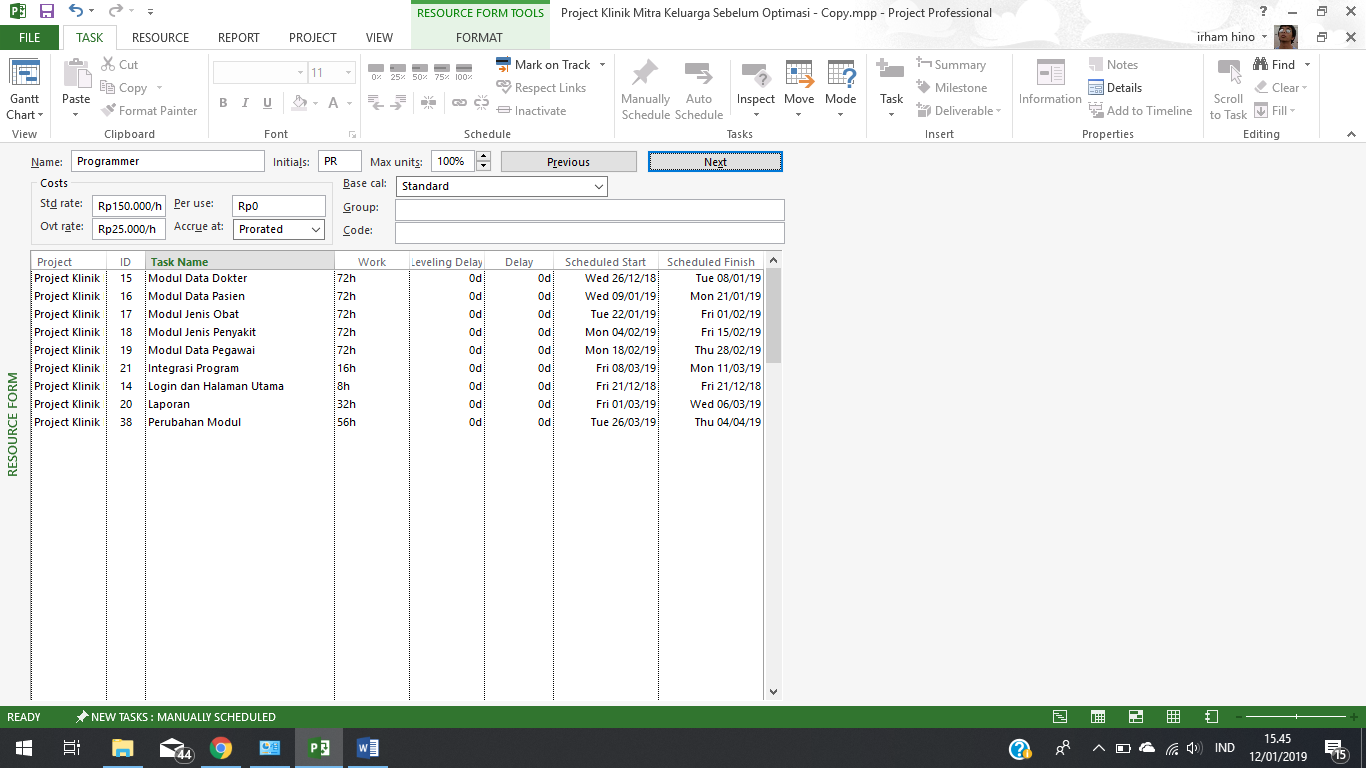 RESOURCE FORM TOOLS
Project Klinik Mitra Keluarga Sebelum Optimasi - Copy.mpp - Project Professional
FILE TASK RESOURCE REPORT PROJECT VIEW FORMAT irham hino
Gantt Chart
Paste
Cut
Copy
Format Painter
11
B I U A
0% 25% 50% 75% 100%
Mark on Track
Respect Links
Inactivate
Manually Schedule
Auto Schedule
Inspect
Move
Mode
Task
Summary
Milestone
Deliverable
Information
Notes
Details
Add to Timeline
Scroll to Task
Find
Clear
Fill
View Clipboard Font Schedule Tasks Insert Properties Editing
Name: Programmer Initials: PR Max units: 100% Previous Next
Costs
Std rate: Rp150.000/h Per use: Rp0
Ovt rate: Rp25.000/h Accrue at: Prorated
Base cal: Standard
Group:
Code:
Project ID Task Name Work Leveling Delay Delay Scheduled Start Scheduled Finish
Project Klinik 15 Modul Data Dokter 72h 0d 0d Wed 26/12/18 Tue 08/01/19
Project Klinik 16 Modul Data Pasien 72h 0d 0d Wed 09/01/19 Mon 21/01/19
Project Klinik 17 Modul Jenis Obat 72h 0d 0d Tue 22/01/19 Fri 01/02/19
Project Klinik 18 Modul Jenis Penyakit 72h 0d 0d Mon 04/02/19 Fri 15/02/19
Project Klinik 19 Modul Data Pegawai 72h 0d 0d Mon 18/02/19 Thu 28/02/19
Project Klinik 21 Integrasi Program 16h 0d 0d Fri 08/03/19 Mon 11/03/19
Project Klinik 14 Login dan Halaman Utama 8h 0d 0d Fri 21/12/18 Fri 21/12/18
Project Klinik 20 Laporan 32h 0d 0d Fri 01/03/19 Wed 06/03/19
Project Klinik 38 Perubahan Modul 56h 0d 0d Tue 26/03/19 Thu 04/04/19
RESOURCE FORM
READY NEW TASKS : MANUALLY SCHEDULED
44
IND
15.45
12/01/2019
15